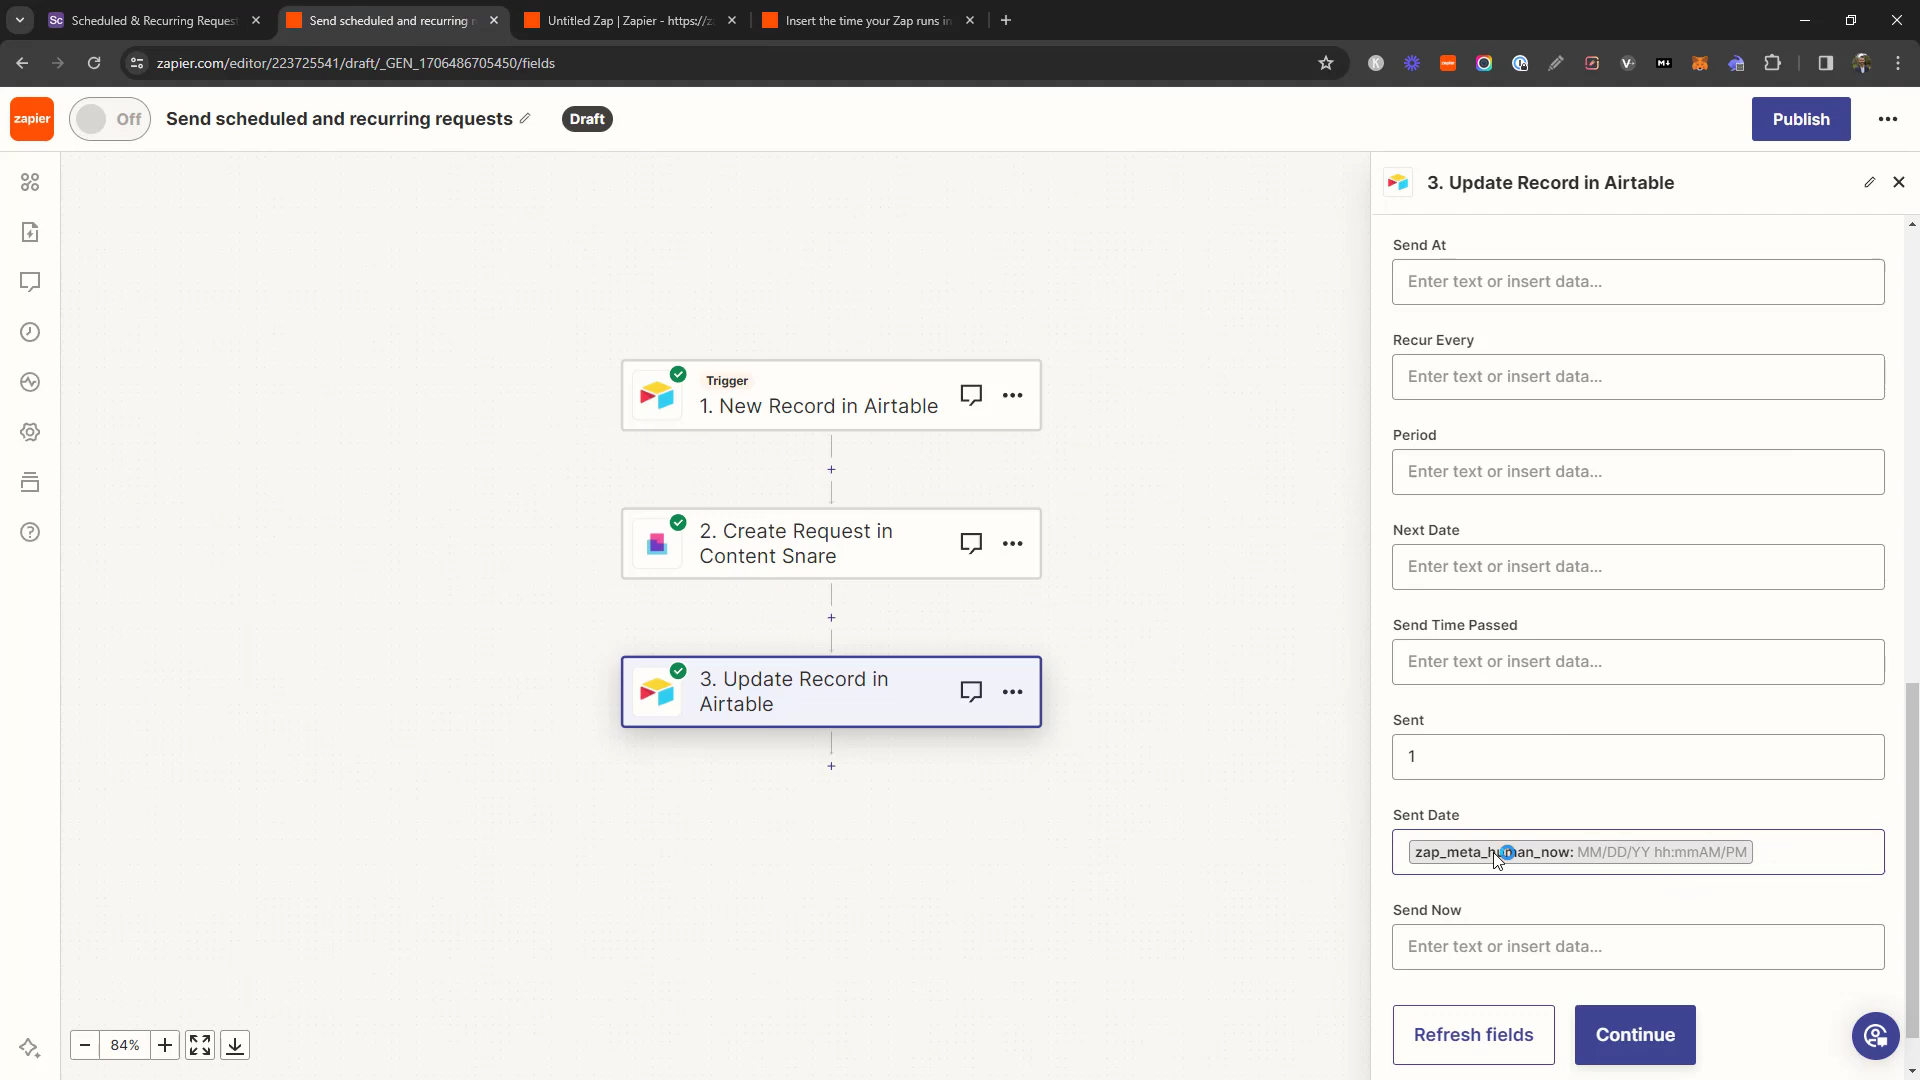 Scheduled & Recurring Request
Send scheduled and recurring r
Untitled Zap | Zapier - https://z
Insert the time your Zap runs in
zapier.com/editor/223725541/draft/_GEN_1706486705450/fields
zapier
Off
Send scheduled and recurring requests
Draft
Publish
Trigger
1. New Record in Airtable
2. Create Request in
Content Snare
3. Update Record in
Airtable
84%
3. Update Record in Airtable
Send At
Enter text or insert data...
Recur Every
Enter text or insert data...
Period
Enter text or insert data...
Next Date
Enter text or insert data...
Send Time Passed
Enter text or insert data...
Sent
1
Sent Date
zap_meta_human_now: MM/DD/YY hh:mmAM/PM
Send Now
Enter text or insert data...
Refresh fields
Continue